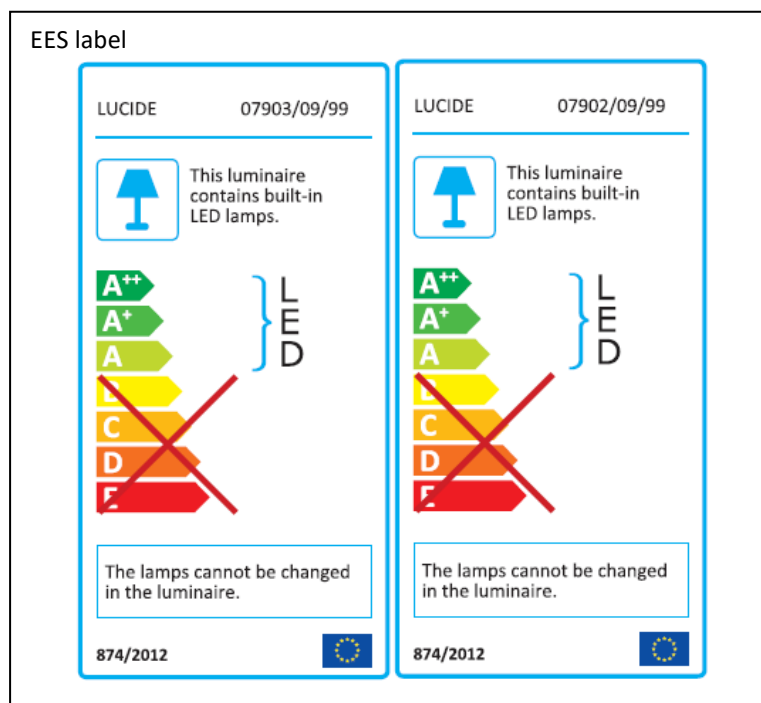 EES label
LUCIDE 07903/09/99
This luminaire
contains built-in
LED lamps.
A++
A+
A
B
C
D
E
L
E
D
The lamps cannot be changed
in the luminaire.
874/2012
LUCIDE 07902/09/99
This luminaire
contains built-in
LED lamps.
A++
A+
A
B
C
D
E
L
E
D
The lamps cannot be changed
in the luminaire.
874/2012